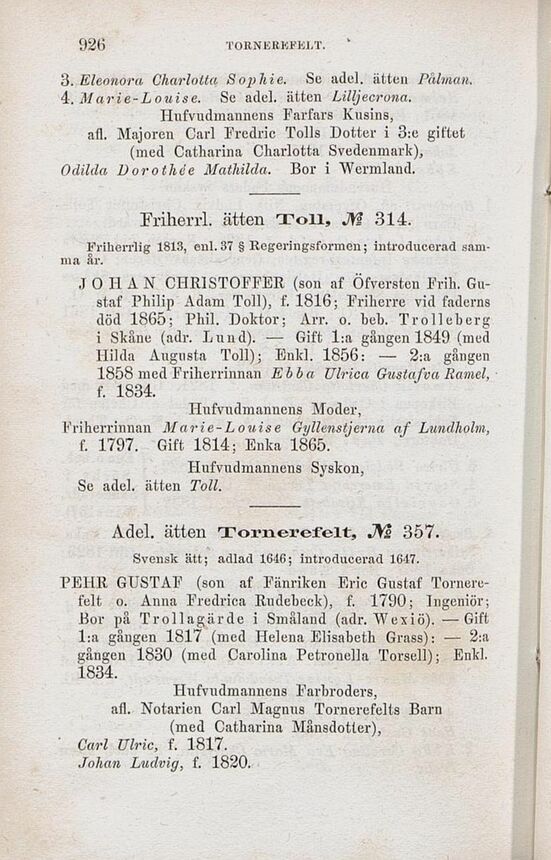 926
TORNEREFELT.
3. Eleonora Charlotta Sophie. Se adel. ätten Pålman.
4. Marie-Louise. Se adel. ätten Lilljecrona.
Hufvudmannens Farfars Kusins,
afl. Majoren Carl Fredric Tolls Dotter i 3:e giftet
(med Catharina Charlotta Svedenmark),
Odilda Dorothée Mathilda. Bor i Wermland.
Friherrl. ätten Toll, № 314.
Friherrlig 1813, enl. 37 § Regeringsformen; introducerad sam-
ma år.
JOHAN CHRISTOFFER (son af Öfversten Frih. Gu-
staf Philip Adam Toll), f. 1816; Friherre vid faderns
död 1865; Phil. Doktor; Arr. o. beb. Trolleberg
i Skåne (adr. Lund). — Gift 1:a gången 1849 (med
Hilda Augusta Toll); Enkl. 1856: — 2:a gången
1858 med Friherrinnan Ebba Ulrica Gustafva Ramel,
f. 1834.
Hufvudmannens Moder,
Friherrinnan Marie-Louise Gyllenstjerna af Lundholm,
f. 1797. Gift 1814; Enka 1865.
Hufvudmannens Syskon,
Se adel. ätten Toll.
Adel. ätten Tornerefelt, № 357.
Svensk ätt; adlad 1646; introducerad 1647.
PEHR GUSTAF (son af Fänriken Eric Gustaf Tornere-
felt o. Anna Fredrica Rudebeck), f. 1790; Ingeniör;
Bor på Trollagärde i Småland (adr. Wexiö). — Gift
1:a gången 1817 (med Helena Elisabeth Grass): — 2:a
gången 1830 (med Carolina Petronella Torsell); Enkl.
1834.
Hufvudmannens Farbroders,
afl. Notarien Carl Magnus Tornerefelts Barn
(med Catharina Månsdotter),
Carl Ulric, f. 1817.
Johan Ludvig, f. 1820.